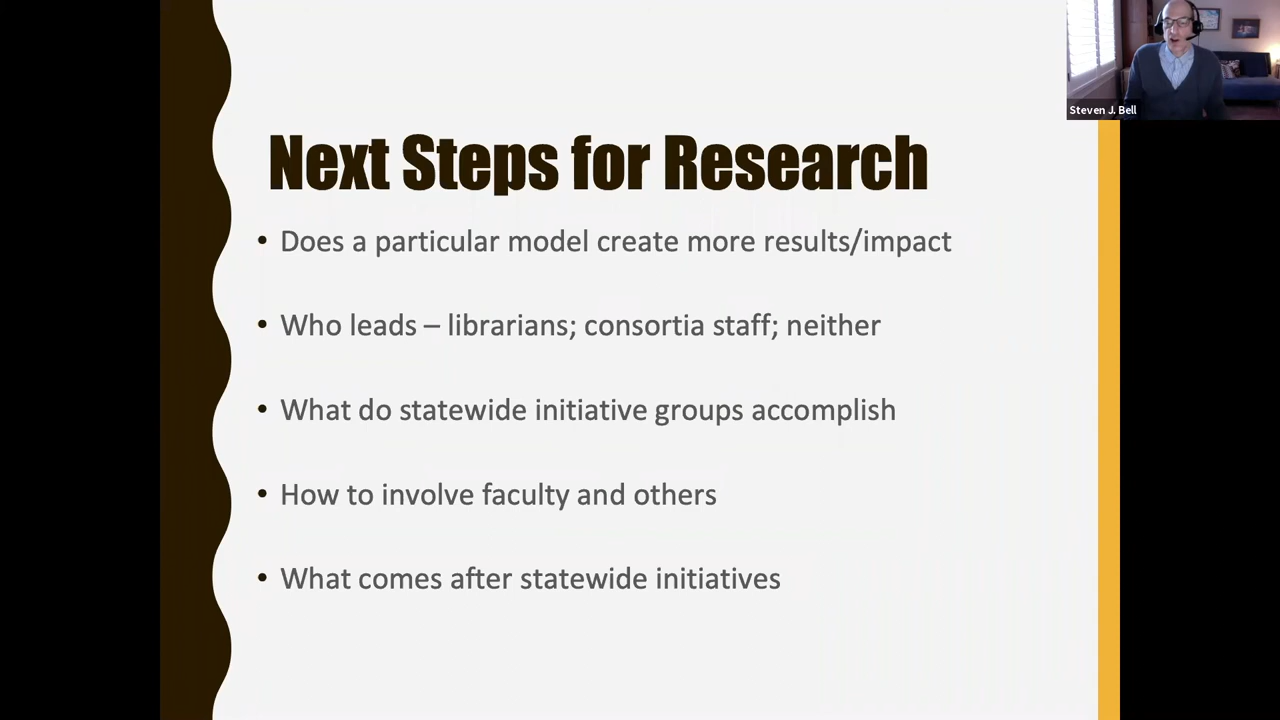 Steven J. Bell
Next Steps for Research
• Does a particular model create more results/impact
• Who leads – librarians; consortia staff; neither
• What do statewide initiative groups accomplish
• How to involve faculty and others
• What comes after statewide initiatives